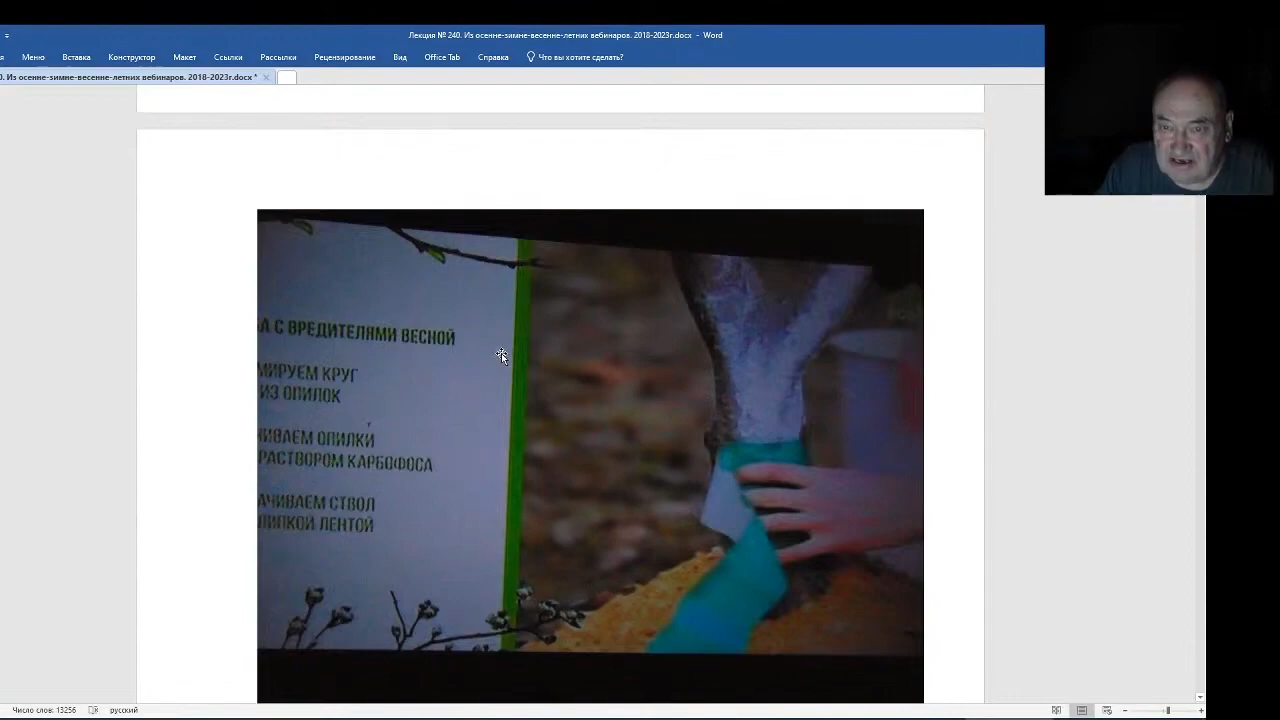 Лекция № 240. Из осенне-зимне-весенне-летних вебинаров. 2018-2023г.docx - Word
Меню Вставка Конструктор Макет Ссылки Рассылки Рецензирование Вид Office Tab Справка Что вы хотите сделать?
). Из осенне-зимне-весенне-летних вебинаров. 2018-2023г.docx *
С ВРЕДИТЕЛЯМИ ВЕСНОЙ
МИРУЕМ КРУГ
ИЗ ОПИЛОК
ИВАЕМ ОПИЛКИ
РАСТВОРОМ КАРБОФОСА
АЧИВАЕМ СТВОЛ
ЛИПКОЙ ЛЕНТОЙ
Число слов: 13256 русский